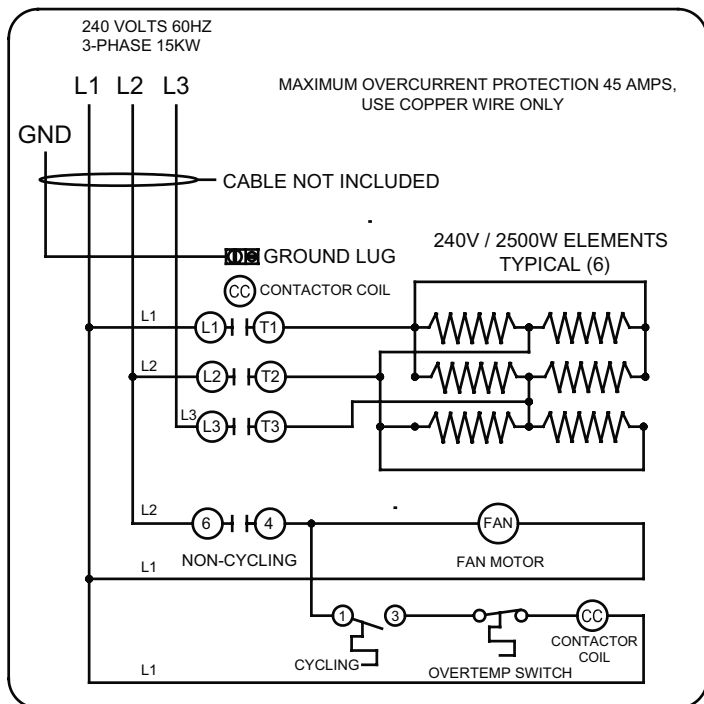 240 VOLTS 60HZ
3-PHASE 15KW
L1 L2 L3
MAXIMUM OVERCURRENT PROTECTION 45 AMPS,
USE COPPER WIRE ONLY
GND
CABLE NOT INCLUDED
GROUND LUG
240V / 2500W ELEMENTS
TYPICAL (6)
CC CONTACTOR COIL
L1
L1 T1
L2
L2 T2
L3
L3 T3
L2
6 4
FAN
NON-CYCLING
FAN MOTOR
L1
1 3
CC
CONTACTOR
COIL
CYCLING
OVERTEMP SWITCH
L1